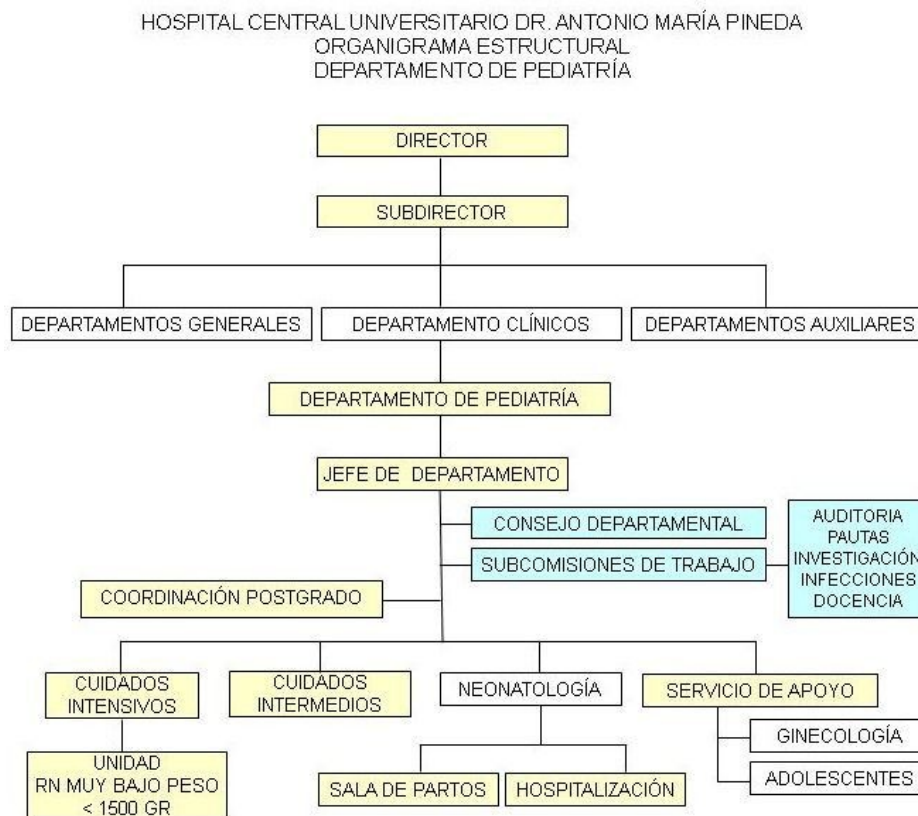 HOSPITAL CENTRAL UNIVERSITARIO DR. ANTONIO MARÍA PINEDA
ORGANIGRAMA ESTRUCTURAL
DEPARTAMENTO DE PEDIATRÍA
DIRECTOR
SUBDIRECTOR
DEPARTAMENTOS GENERALES
DEPARTAMENTO CLÍNICOS
DEPARTAMENTOS AUXILIARES
DEPARTAMENTO DE PEDIATRÍA
JEFE DE DEPARTAMENTO
CONSEJO DEPARTAMENTAL
SUBCOMISIONES DE TRABAJO
AUDITORIA
PAUTAS
INVESTIGACIÓN
INFECCIONES
DOCENCIA
COORDINACIÓN POSTGRADO
CUIDADOS
INTENSIVOS
CUIDADOS
INTERMEDIOS
NEONATOLOGÍA
SERVICIO DE APOYO
UNIDAD
RN MUY BAJO PESO
< 1500 GR
SALA DE PARTOS
HOSPITALIZACIÓN
GINECOLOGÍA
ADOLESCENTES